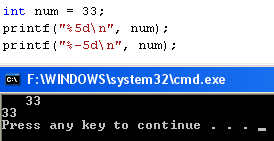 int num = 33;
printf("%5d\n", num);
printf("%-5d\n", num);
C:\ F:\WINDOWS\system32\cmd.exe
   33
33
Press any key to continue . . . _